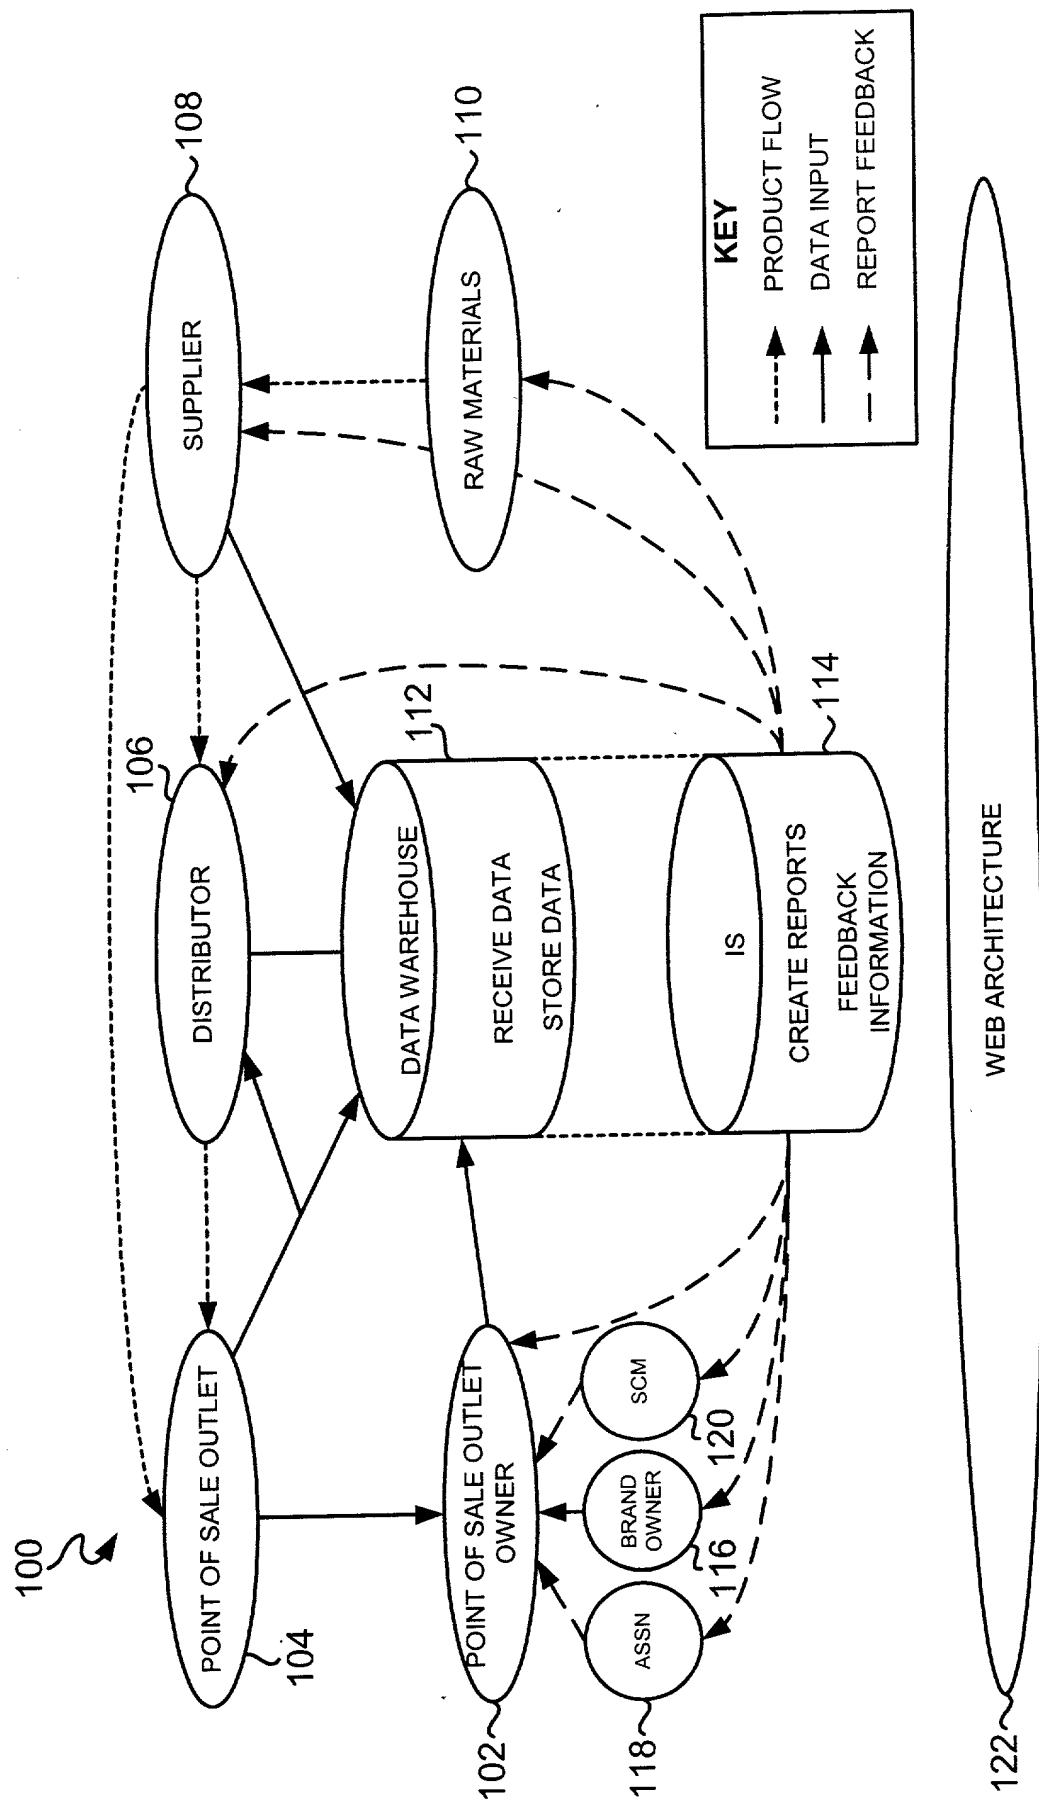 100
108
106
SUPPLIER
DISTRIBUTOR
POINT OF SALE OUTLET
104
110
RAW MATERIALS
112
DATA WAREHOUSE
RECEIVE DATA
STORE DATA
POINT OF SALE OUTLET
OWNER
102
SCM
120
BRAND
OWNER
116
ASSN
118
IS
114
CREATE REPORTS
FEEDBACK
INFORMATION
KEY
PRODUCT FLOW
DATA INPUT
REPORT FEEDBACK
WEB ARCHITECTURE
122